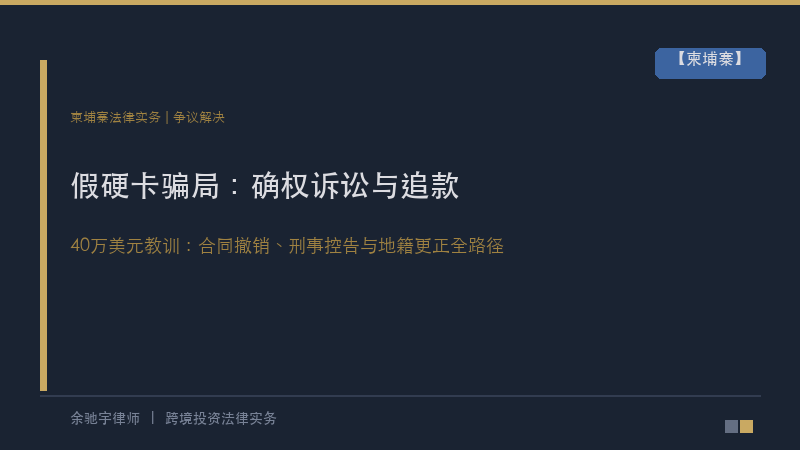 【柬埔寨】
柬埔寨法律实务 | 争议解决
假硬卡骗局：确权诉讼与追款
40万美元教训：合同撤销、刑事控告与地籍更正全路径
余驰宇律师 | 跨境投资法律实务